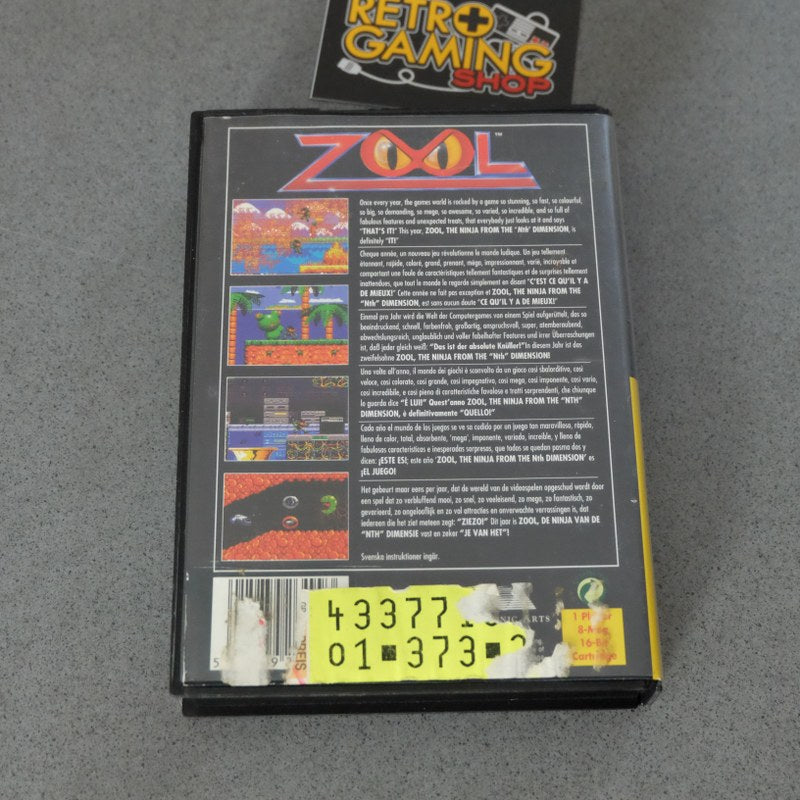 RETRO
GAMING
SHOP
ZOOL™
Once every year, the games world is rocked by a game so stunning, so fast, so colourful,
so big, so demanding, so mega, so awesome, so varied, so incredible, and so full of
fabulous features and unexpected treats, that everybody just looks at it and says
"THAT'S IT!" This year, ZOOL, THE NINJA FROM THE "Nth" DIMENSION, is
definitely "IT!"
Chaque année, un nouveau jeu révolutionne le monde ludique. Un jeu tellement
étonnant, rapide, coloré, grand, prenant, méga, impressionnant, varié, incroyable et
comportant une foule de caractéristiques tellement fantastiques et de surprises tellement
inattendues, que tout le monde le regarde simplement en disant "C'EST CE QU'IL Y A
DE MIEUX!" Cette année ne fait pas exception et ZOOL, THE NINJA FROM THE
"Nth" DIMENSION, est sans aucun doute "CE QU'IL Y A DE MIEUX!"
Einmal pro Jahr wird die Welt der Computergames von einem Spiel aufgerüttelt, das so
beeindruckend, schnell, farbenfroh, großartig, anspruchsvoll, super, atemberaubend,
abwechslungsreich, unglaublich und voller fabelhafter Features und irrer Überraschungen
ist, daß jeder gleich weiß: "Das ist der absolute Knüller!" In diesem Jahr ist das
zweifelsohne ZOOL, THE NINJA FROM THE "Nth" DIMENSION!
Una volta all'anno, il mondo dei giochi è sconvolto da un gioco così sbalorditivo, così
veloce, così colorato, così grande, così impegnativo, così mega, così imponente, così vario,
così incredibile, e così pieno di caratteristiche favolose e tratti sorprendenti, che chiunque
lo guarda dice "È LUI!" Quest'anno ZOOL, THE NINJA FROM THE "NTH"
DIMENSION, è definitivamente "QUELLO!"
Cada año el mundo de los juegos se ve sacudido por un juego tan maravilloso, rápido,
lleno de color, total, absorbente, 'mega', imponente, variado, increíble, y lleno de
fabulosas características e inesperadas sorpresas, que todos se quedan posma dos y
dicen: ¡ESTE ES!; este año 'ZOOL, THE NINJA FROM THE Nth DIMENSION' es
¡EL JUEGO!
Het gebeurt maar eens per jaar, dat de wereld van de videospelen opgeschud wordt door
een spel dat zo verbluffend mooi, zo snel, zo veeleisend, zo mega, zo fantastisch, zo
gevarieerd, zo ongelooflijk en zo vol attracties en onverwachte verrassingen is, dat
iedereen die het ziet meteen zegt: "ZIEZO!" Dit jaar is ZOOL, DE NINJA VAN DE
"NTH" DIMENSIE vast en zeker "JE VAN HET"!
Svenska instruktioner ingår.
43377
01■373■
ARTS
PREIS
5
9
1
8-M
16-B
Cart